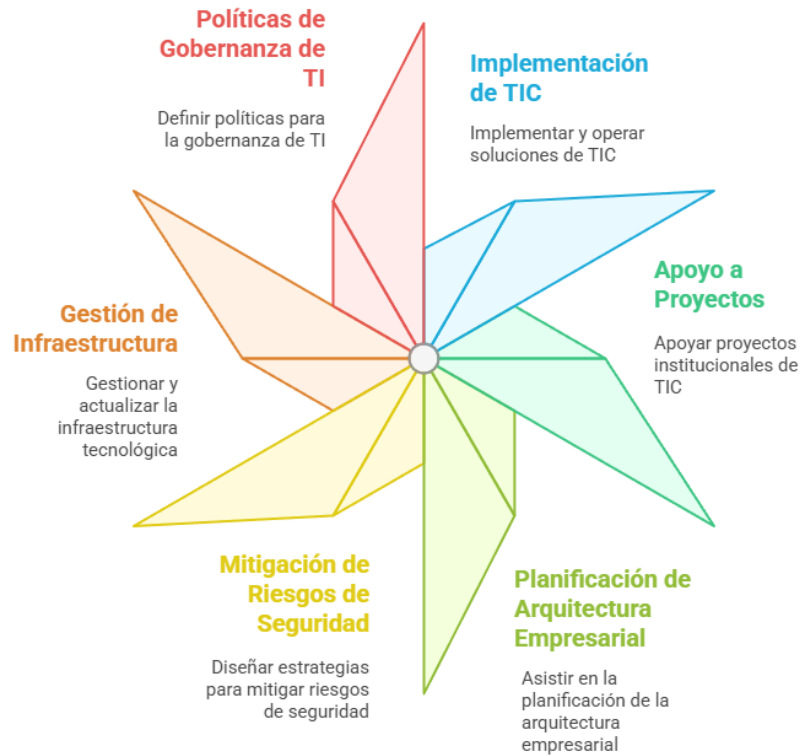 Políticas de
Gobernanza de
TI
Definir políticas para
la gobernanza de TI
Implementación
de TIC
Implementar y operar
soluciones de TIC
Apoyo a
Proyectos
Apoyar proyectos
institucionales de
TIC
Planificación de
Arquitectura
Empresarial
Asistir en la
planificación de la
arquitectura
empresarial
Mitigación de
Riesgos de
Seguridad
Diseñar estrategias
para mitigar riesgos
de seguridad
Gestión de
Infraestructura
Gestionar y
actualizar la
infraestructura
tecnológica